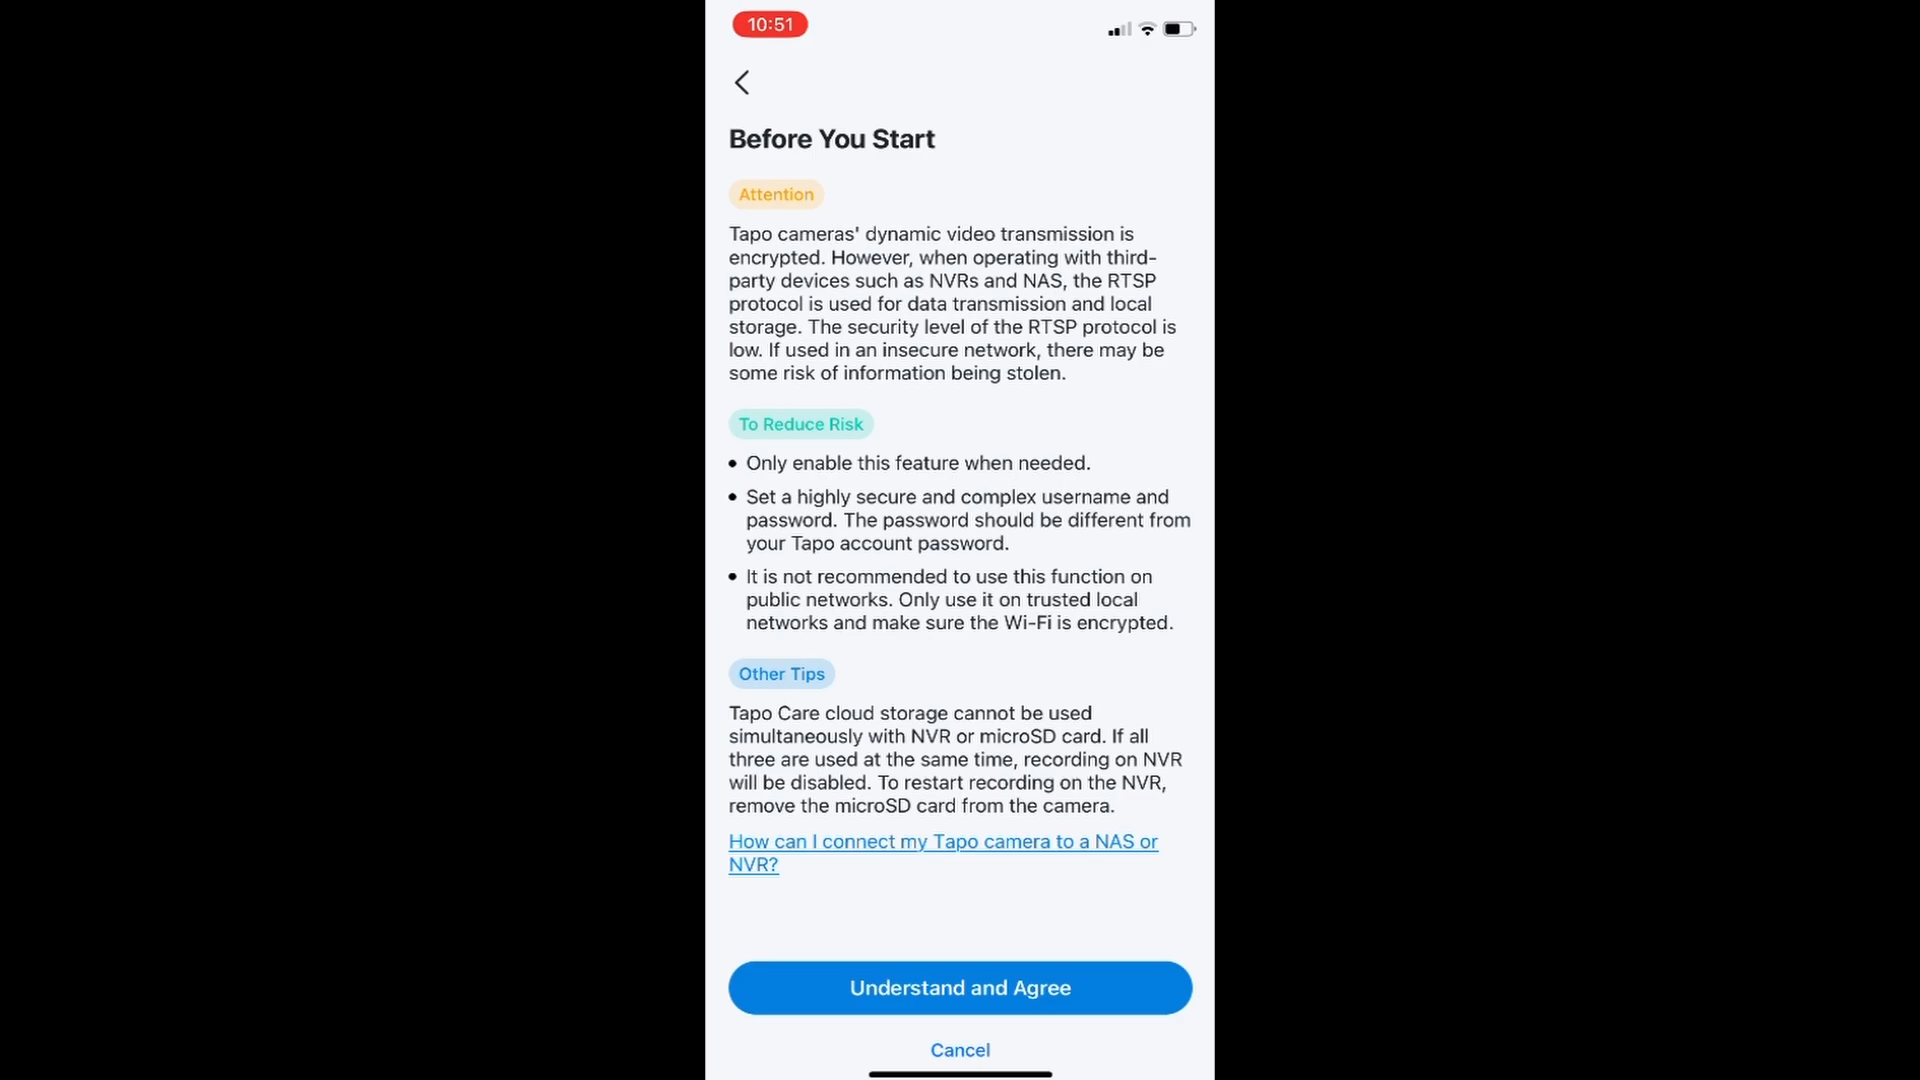 10:51
Before You Start
Attention
Tapo cameras' dynamic video transmission is
encrypted. However, when operating with third-
party devices such as NVRs and NAS, the RTSP
protocol is used for data transmission and local
storage. The security level of the RTSP protocol is
low. If used in an insecure network, there may be
some risk of information being stolen.
To Reduce Risk
• Only enable this feature when needed.
• Set a highly secure and complex username and
password. The password should be different from
your Tapo account password.
• It is not recommended to use this function on
public networks. Only use it on trusted local
networks and make sure the Wi-Fi is encrypted.
Other Tips
Tapo Care cloud storage cannot be used
simultaneously with NVR or microSD card. If all
three are used at the same time, recording on NVR
will be disabled. To restart recording on the NVR,
remove the microSD card from the camera.
How can I connect my Tapo camera to a NAS or
NVR?
Understand and Agree
Cancel